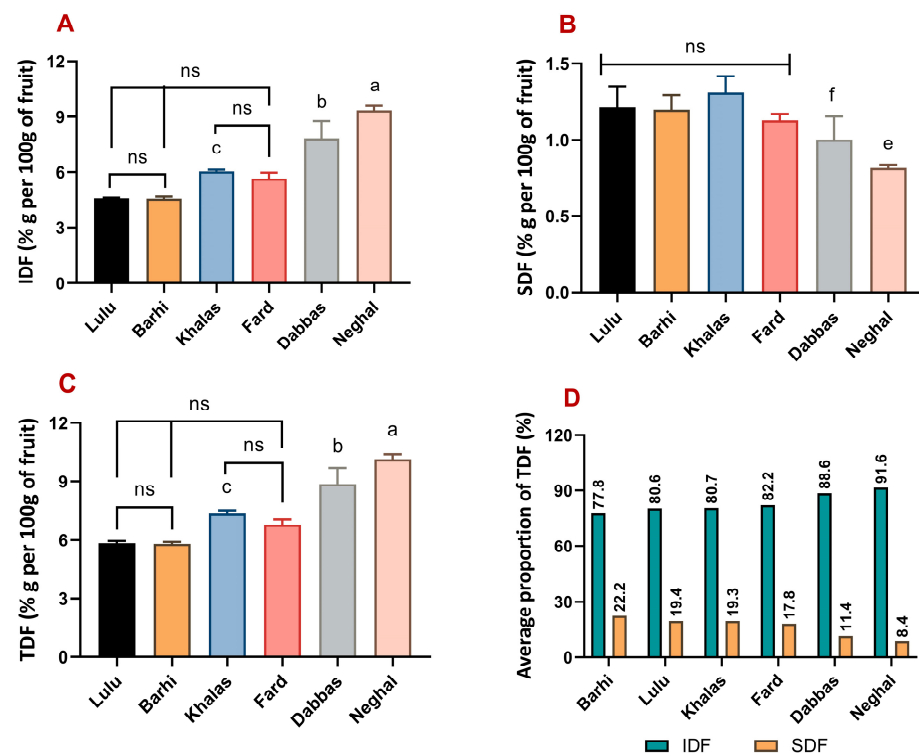 A
IDF (% g per 100g of fruit)
12
9
6
3
0
ns
ns
ns
c
b
a
Lulu
Barhi
Khalas
Fard
Dabbas
Neghal
B
SDF (% g per 100g of fruit)
1.5
1.0
0.5
0.0
ns
f
e
Lulu
Barhi
Khalas
Fard
Dabbas
Neghal
C
TDF (% g per 100g of fruit)
12
9
6
3
0
ns
ns
ns
c
b
a
Lulu
Barhi
Khalas
Fard
Dabbas
Neghal
D
Average proportion of TDF (%)
120
90
60
30
0
77.8
22.2
80.6
19.4
80.7
19.3
82.2
17.8
88.6
11.4
91.6
8.4
Barhi
Lulu
Khalas
Fard
Dabbas
Neghal
IDF
SDF